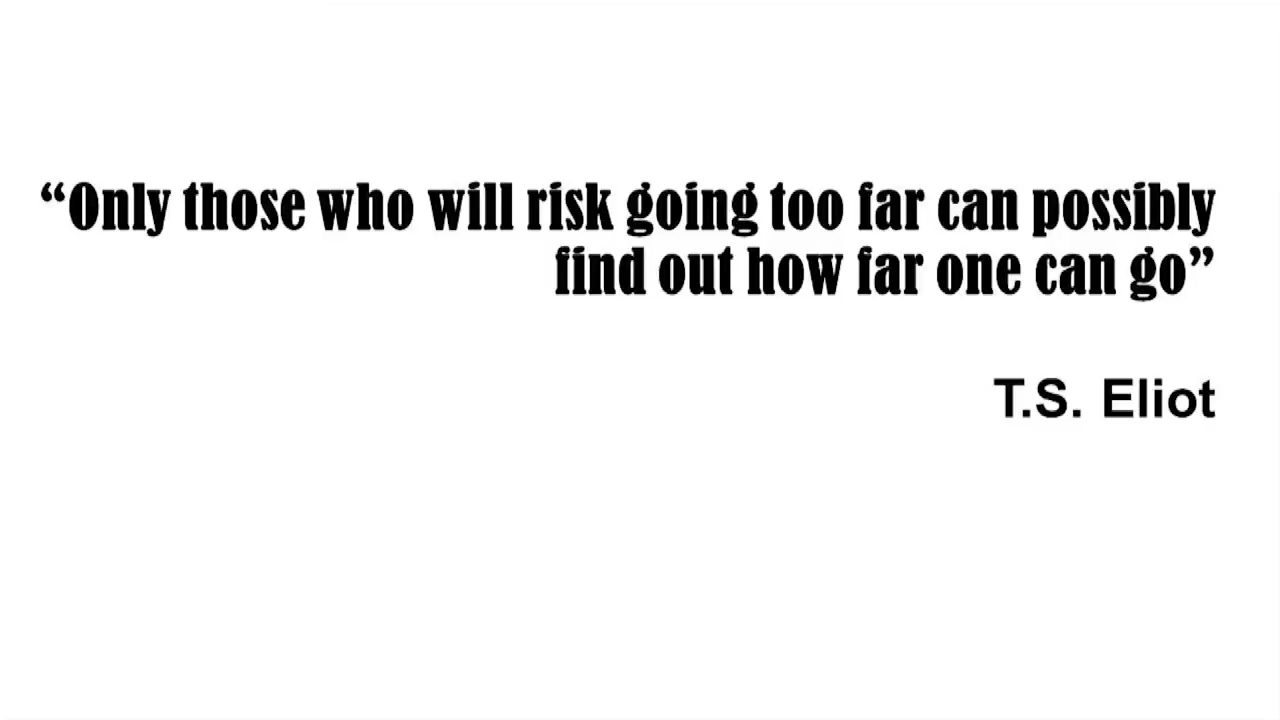 “Only those who will risk going too far can possibly
find out how far one can go”
T.S. Eliot